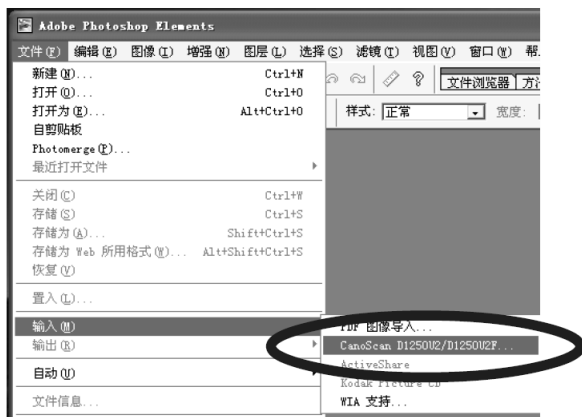 Adobe Photoshop Elements
文件(F) 编辑(E) 图像(I) 增强(N) 图层(L) 选择(S) 滤镜(T) 视图(V) 窗口(W) 帮
新建(N)... Ctrl+N
打开(O)... Ctrl+O
打开为(E)... Alt+Ctrl+O
自剪贴板
Photomerge(P)...
最近打开文件
文件浏览器
样式: 正常 宽度:
关闭(C) Ctrl+W
存储(S) Ctrl+S
存储为(A)... Shift+Ctrl+S
存储为 Web 所用格式(W)... Alt+Shift+Ctrl+S
恢复(V)
置入(L)...
输入(M)
输出(R)
自动(U)
文件信息...
PDF 图像导入...
CanoScan D1250U2/D1250U2F...
ActiveShare
Kodak Picture CD
WIA 支持...